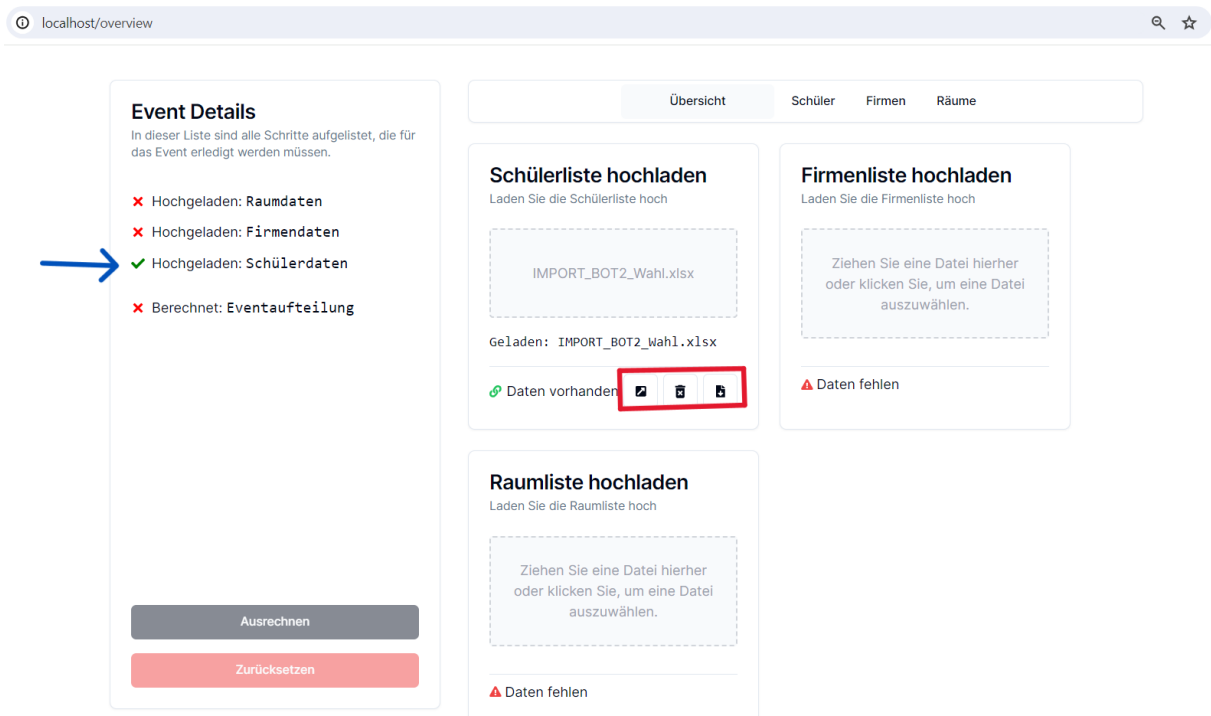 localhost/overview
Event Details
In dieser Liste sind alle Schritte aufgelistet, die für
das Event erledigt werden müssen.
Hochgeladen: Raumdaten
Hochgeladen: Firmendaten
Hochgeladen: Schülerdaten
Berechnet: Eventaufteilung
Ausrechnen
Zurücksetzen
Übersicht Schüler Firmen Räume
Schülerliste hochladen
Laden Sie die Schülerliste hoch
IMPORT_BOT2_Wahl.xlsx
Geladen: IMPORT_BOT2_Wahl.xlsx
Daten vorhanden
Firmenliste hochladen
Laden Sie die Firmenliste hoch
Ziehen Sie eine Datei hierher
oder klicken Sie, um eine Datei
auszuwählen.
Daten fehlen
Raumliste hochladen
Laden Sie die Raumliste hoch
Ziehen Sie eine Datei hierher
oder klicken Sie, um eine Datei
auszuwählen.
Daten fehlen